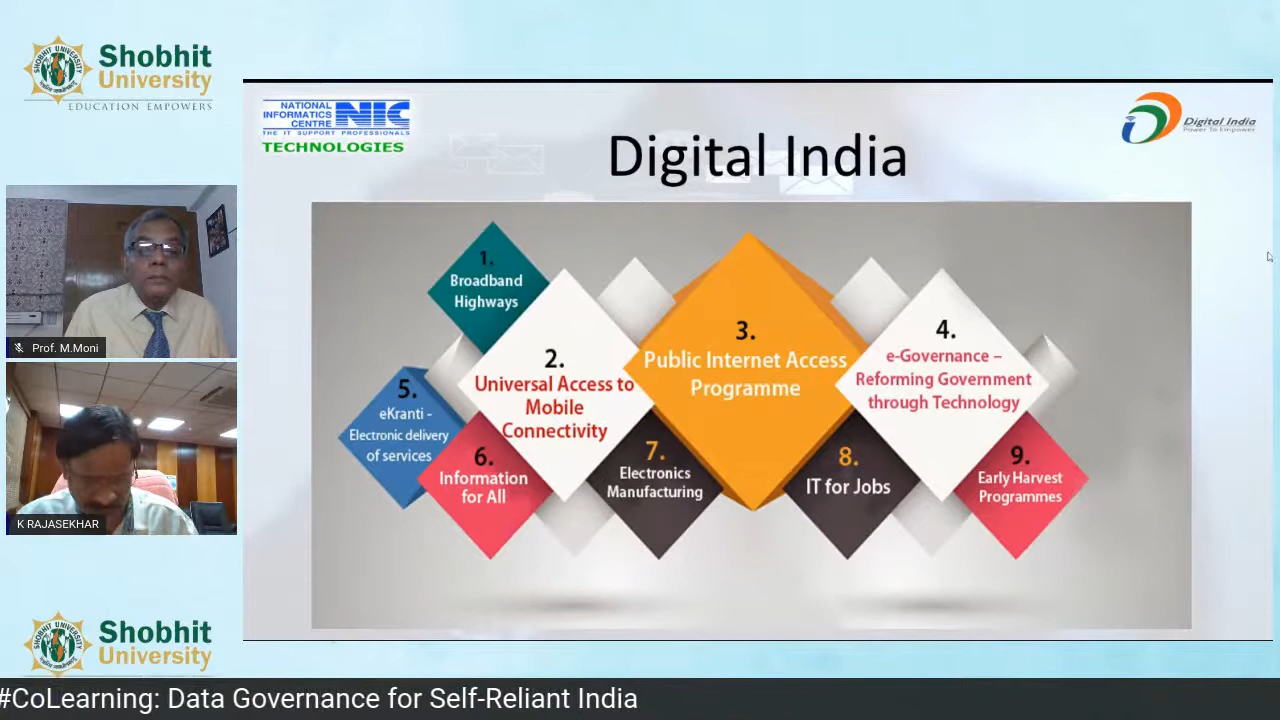 Shobhit
University
EDUCATION EMPOWERS
NATIONAL
INFORMATICS
CENTRE
NIC
THE IT SUPPORT PROFESSIONALS
TECHNOLOGIES
Digital India
Power To Empower
Digital India
1.
Broadband
Highways
2.
Universal Access to
Mobile
Connectivity
3.
Public Internet Access
Programme
4.
e-Governance –
Reforming Government
through Technology
5.
eKranti -
Electronic delivery
of services
6.
Information
for All
7.
Electronics
Manufacturing
8.
IT for Jobs
9.
Early Harvest
Programmes
Prof. M.Moni
K RAJASEKHAR
Shobhit
University
#CoLearning: Data Governance for Self-Reliant India